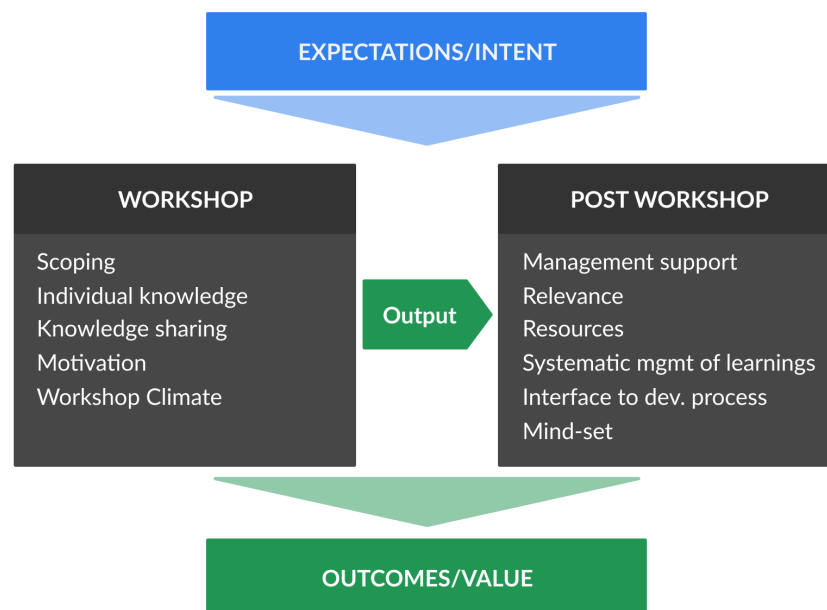 EXPECTATIONS/INTENT
WORKSHOP
Scoping
Individual knowledge
Knowledge sharing
Motivation
Workshop Climate
Output
POST WORKSHOP
Management support
Relevance
Resources
Systematic mgmt of learnings
Interface to dev. process
Mind-set
OUTCOMES/VALUE